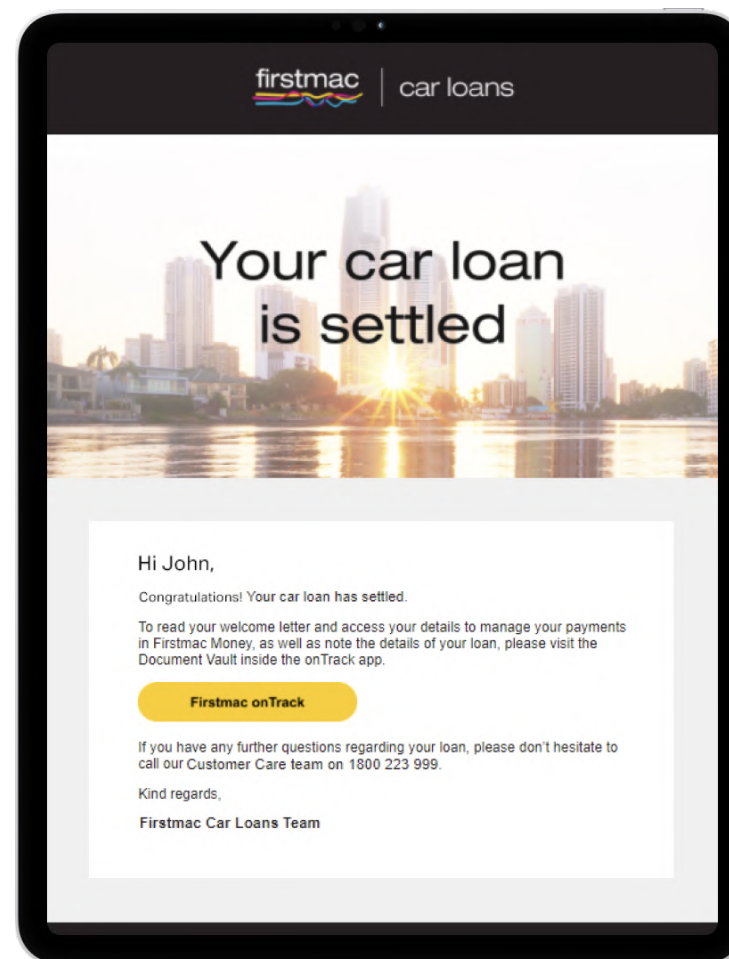 firstmac | car loans
Your car loan
is settled
Hi John,
Congratulations! Your car loan has settled.
To read your welcome letter and access your details to manage your payments
in Firstmac Money, as well as note the details of your loan, please visit the
Document Vault inside the onTrack app.
Firstmac onTrack
If you have any further questions regarding your loan, please don't hesitate to
call our Customer Care team on 1800 223 999.
Kind regards,
Firstmac Car Loans Team